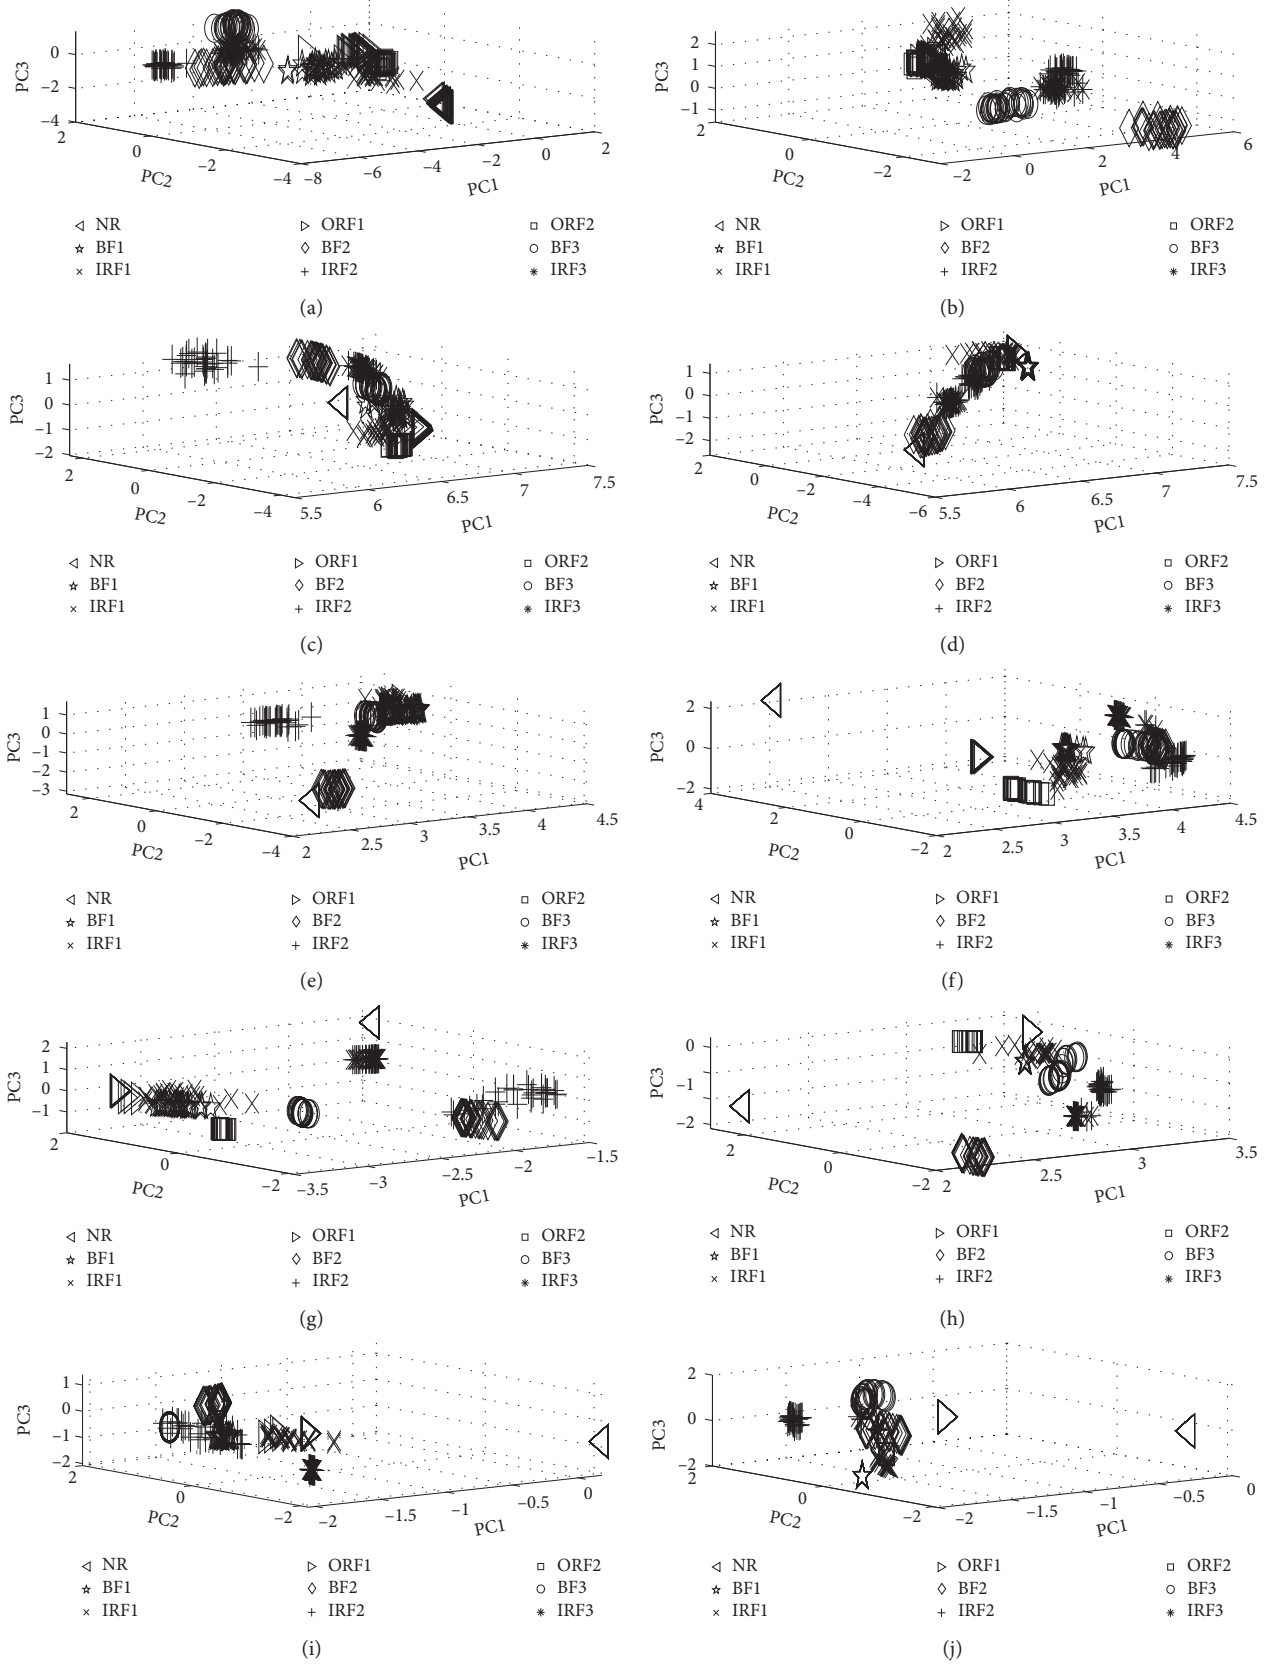 PC3
0
−2
−4
2
0
−2
−4
−8
−6
−4
−2
0
2
PC2
PC1
NR ORF1 ORF2
BF1 BF2 BF3
IRF1 IRF2 IRF3
(a)
PC3
2
1
0
−1
2
0
−2
−2
0
2
4
6
PC2
PC1
NR ORF1 ORF2
BF1 BF2 BF3
IRF1 IRF2 IRF3
(b)
PC3
1
0
−1
−2
2
0
−2
−4
5.5
6
6.5
7
7.5
PC2
PC1
NR ORF1 ORF2
BF1 BF2 BF3
IRF1 IRF2 IRF3
(c)
PC3
1
0
−1
−2
2
0
−2
−4
−6
5.5
6
6.5
7
7.5
PC2
PC1
NR ORF1 ORF2
BF1 BF2 BF3
IRF1 IRF2 IRF3
(d)
PC3
1
0
−1
−2
−3
2
0
−2
−4
2
2.5
3
3.5
4
4.5
PC2
PC1
NR ORF1 ORF2
BF1 BF2 BF3
IRF1 IRF2 IRF3
(e)
PC3
2
0
−2
4
2
0
−2
2
2.5
3
3.5
4
4.5
PC2
PC1
NR ORF1 ORF2
BF1 BF2 BF3
IRF1 IRF2 IRF3
(f)
PC3
2
1
0
−1
2
0
−2
−3.5
−3
−2.5
−2
−1.5
PC2
PC1
NR ORF1 ORF2
BF1 BF2 BF3
IRF1 IRF2 IRF3
(g)
PC3
0
−1
−2
2
0
−2
2
2.5
3
3.5
PC2
PC1
NR ORF1 ORF2
BF1 BF2 BF3
IRF1 IRF2 IRF3
(h)
PC3
1
0
−1
−2
2
0
−2
−2
−1.5
−1
−0.5
0
PC2
PC1
NR ORF1 ORF2
BF1 BF2 BF3
IRF1 IRF2 IRF3
(i)
PC3
2
0
−2
2
0
−2
−2
−1.5
−1
−0.5
0
PC2
PC1
NR ORF1 ORF2
BF1 BF2 BF3
IRF1 IRF2 IRF3
(j)